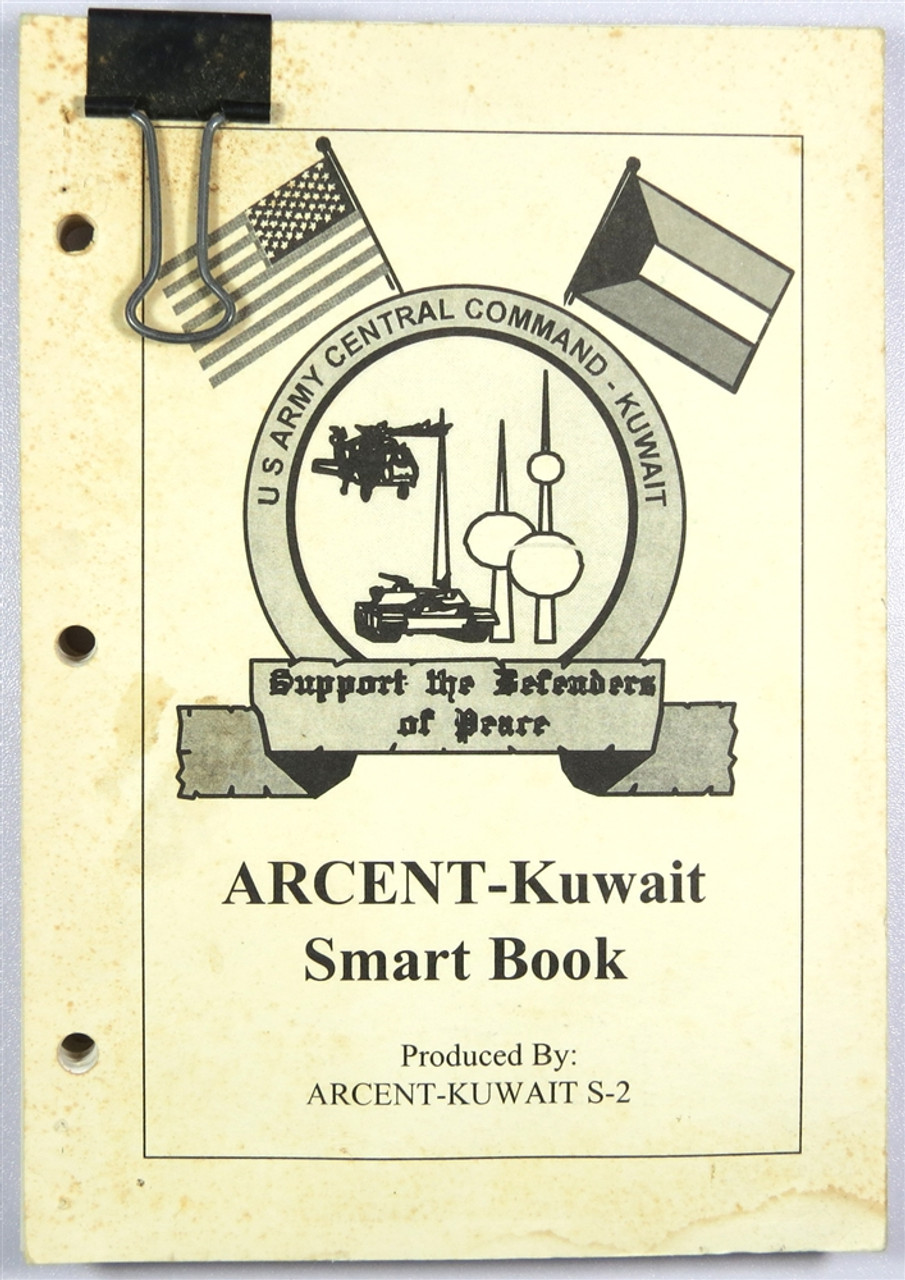 U S ARMY CENTRAL COMMAND - KUWAIT
Support the Defenders
of Peace
ARCENT-Kuwait
Smart Book
Produced By:
ARCENT-KUWAIT S-2